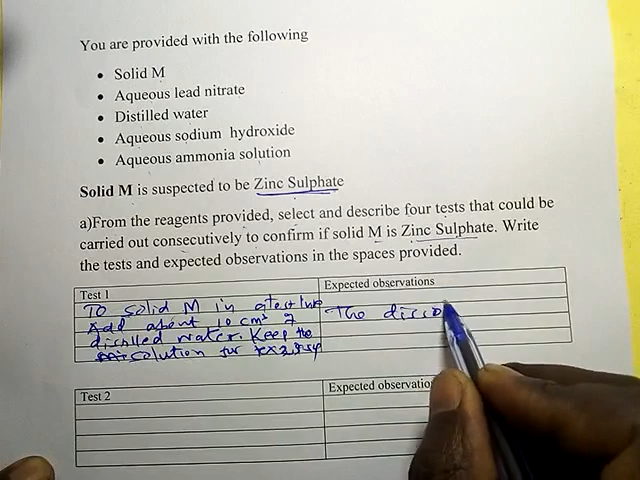 You are provided with the following
• Solid M
• Aqueous lead nitrate
• Distilled water
• Aqueous sodium hydroxide
• Aqueous ammonia solution
Solid M is suspected to be Zinc Sulphate
a)From the reagents provided, select and describe four tests that could be
carried out consecutively to confirm if solid M is Zinc Sulphate. Write
the tests and expected observations in the spaces provided.
Test 1
Expected observations
To solid M in a test tube
Add about 10 cm³ of
distilled water. Keep the
solution for
The
Test 2
Expected observatio